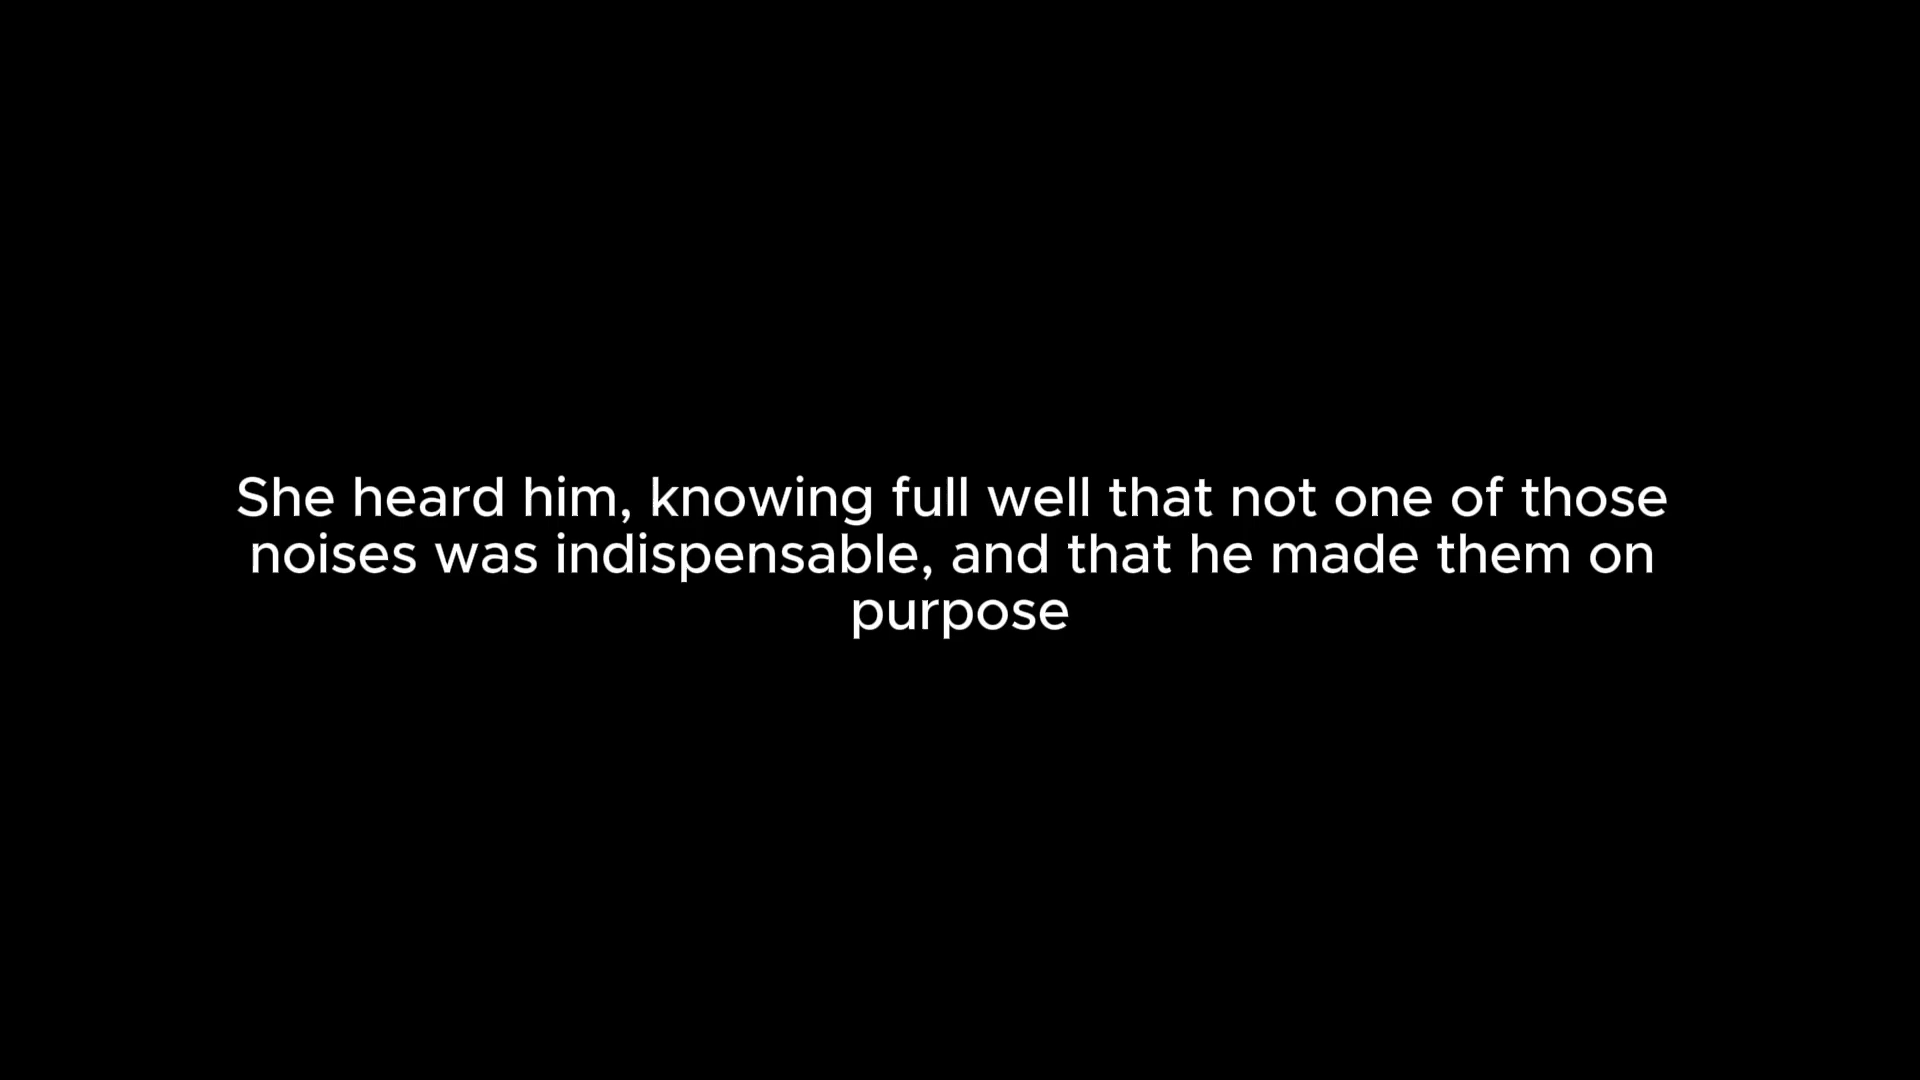 She heard him, knowing full well that not one of those
noises was indispensable, and that he made them on
purpose